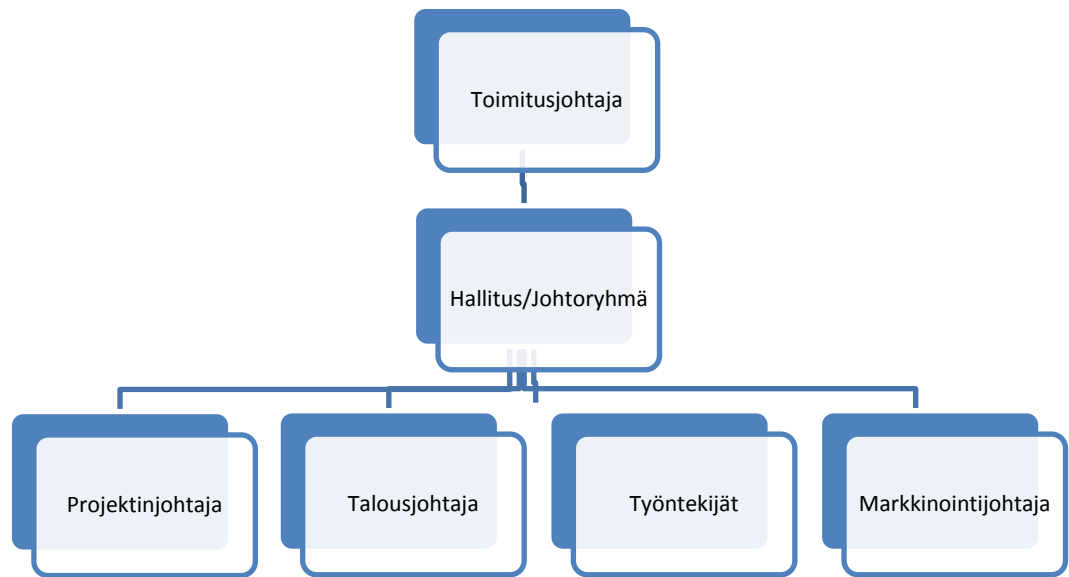 Toimitusjohtaja
Hallitus/Johtoryhmä
Projektinjohtaja
Talousjohtaja
Työntekijät
Markkinointijohtaja